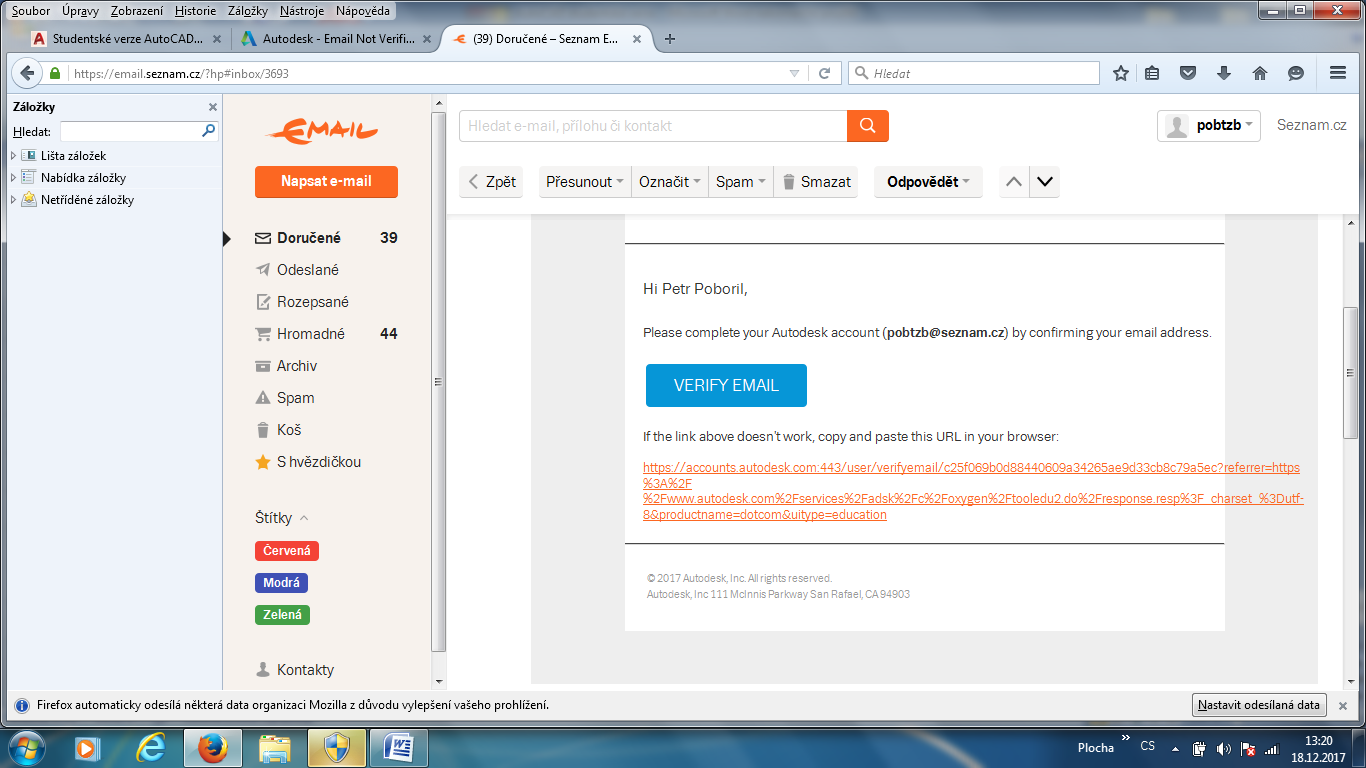 Soubor Úpravy Zobrazení Historie Záložky Nástroje Nápověda
Studentské verze AutoCAD... Autodesk - Email Not Verifi... (39) Doručené – Seznam E...
https://email.seznam.cz/?hp#inbox/3693
Hledat
Záložky
Hledat:
Lišta záložek
Nabídka záložky
Netříděné záložky
EMAIL
Napsat e-mail
Doručené 39
Odeslané
Rozepsané
Hromadné 44
Archiv
Spam
Koš
S hvězdičkou
Štítky
Červená
Modrá
Zelená
Kontakty
Hledat e-mail, přílohu či kontakt
pobtzb
Seznam.cz
Zpět Přesunout Označit Spam Smazat Odpovědět
Hi Petr Poboril,
Please complete your Autodesk account (pobtzb@seznam.cz) by confirming your email address.
VERIFY EMAIL
If the link above doesn't work, copy and paste this URL in your browser:
https://accounts.autodesk.com:443/user/verifyemail/c25f069b0d88440609a34265ae9d33cb8c79a5ec?referrer=https
%3A%2F
%2Fwww.autodesk.com%2Fservices%2Fadsk%2Fc%2Foxygen%2Ftooledu2.do%2Fresponse.resp%3F_charset_%3Dutf-
8&productname=dotcom&uitype=education
© 2017 Autodesk, Inc. All rights reserved.
Autodesk, Inc 111 McInnis Parkway San Rafael, CA 94903
Firefox automaticky odesílá některá data organizaci Mozilla z důvodu vylepšení vašeho prohlížení.
Nastavit odesílaná data
Plocha » CS
13:20
18.12.2017